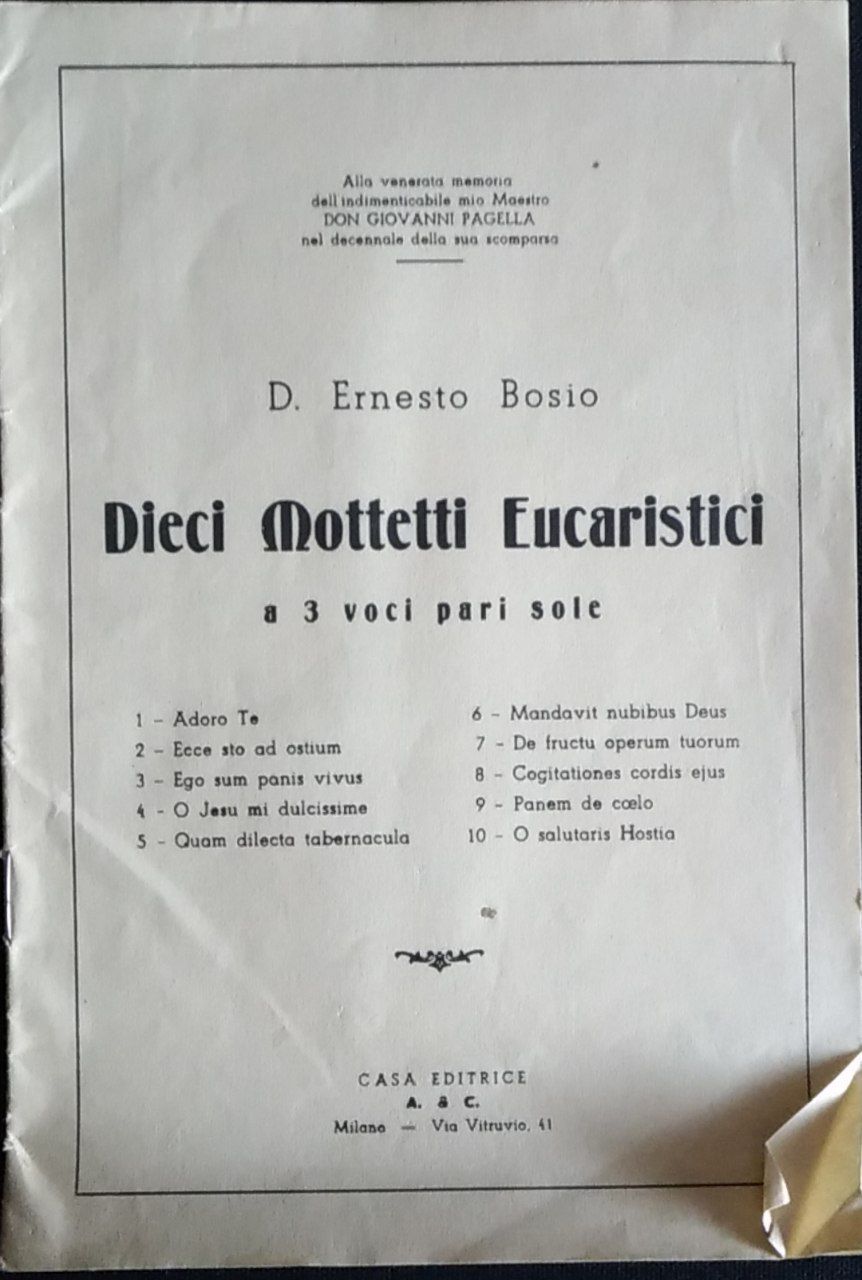 Alla venerata memoria
dell'indimenticabile mio Maestro
DON GIOVANNI PAGELLA
nel decennale della sua scomparsa
D. Ernesto Bosio
Dieci Mottetti Eucaristici
a 3 voci pari sole
1 - Adoro Te
2 - Ecce sto ad ostium
3 - Ego sum panis vivus
4 - O Jesu mi dulcissime
5 - Quam dilecta tabernacula
6 - Mandavit nubibus Deus
7 - De fructu operum tuorum
8 - Cogitationes cordis ejus
9 - Panem de cœlo
10 - O salutaris Hostia
CASA EDITRICE
A. & C.
Milano — Via Vitruvio, 41